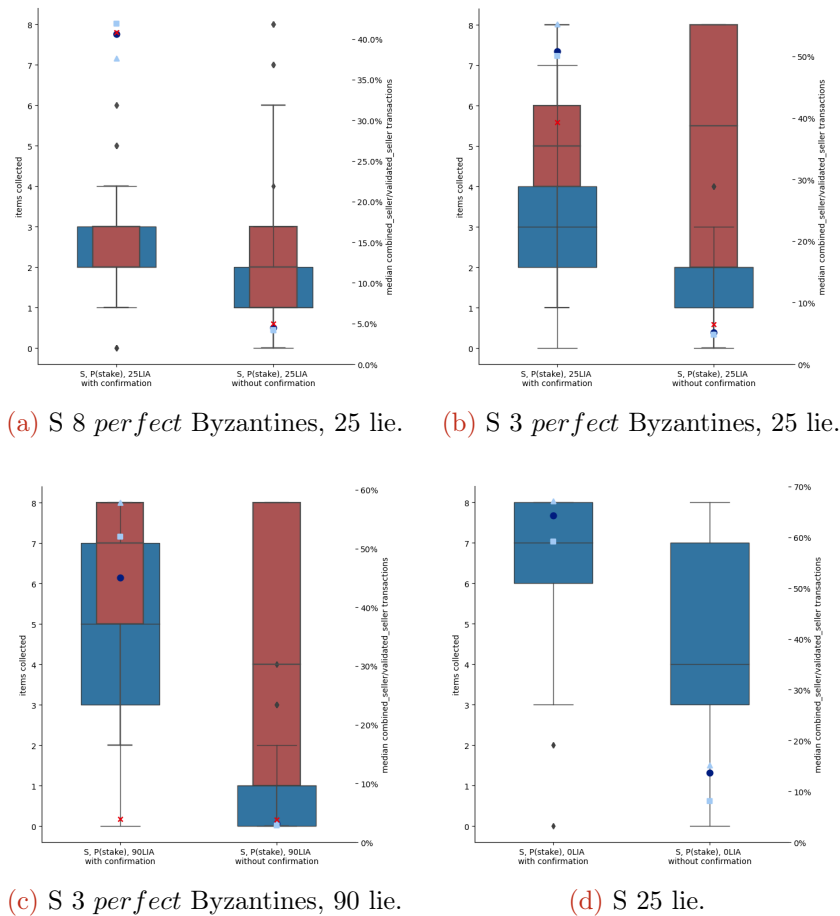 8
7
6
5
4
3
2
1
0
items collected
40.0%
35.0%
30.0%
25.0%
20.0%
15.0%
10.0%
5.0%
0.0%
median combined_seller/validated_seller transactions
S, P(stake), 25LIA
with confirmation
S, P(stake), 25LIA
without confirmation
(a) S 8 perfect Byzantines, 25 lie.
8
7
6
5
4
3
2
1
0
items collected
50%
40%
30%
20%
10%
0%
median combined_seller/validated_seller transactions
S, P(stake), 25LIA
with confirmation
S, P(stake), 25LIA
without confirmation
(b) S 3 perfect Byzantines, 25 lie.
8
7
6
5
4
3
2
1
0
items collected
60%
50%
40%
30%
20%
10%
0%
median combined_seller/validated_seller transactions
S, P(stake), 90LIA
with confirmation
S, P(stake), 90LIA
without confirmation
(c) S 3 perfect Byzantines, 90 lie.
8
7
6
5
4
3
2
1
0
items collected
70%
60%
50%
40%
30%
20%
10%
0%
median combined_seller/validated_seller transactions
S, P(stake), 0LIA
with confirmation
S, P(stake), 0LIA
without confirmation
(d) S 25 lie.